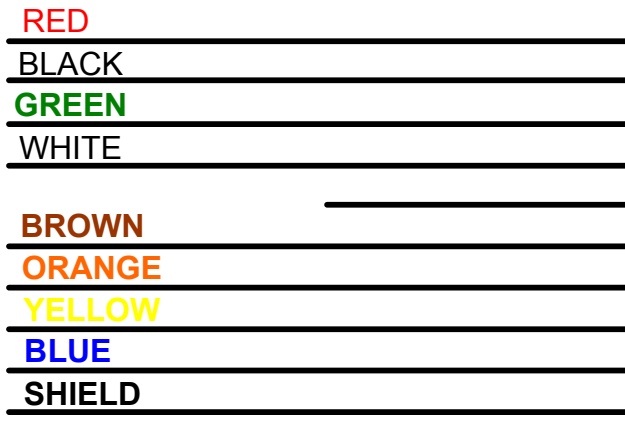 RED
BLACK
GREEN
WHITE
BROWN
ORANGE
YELLOW
BLUE
SHIELD